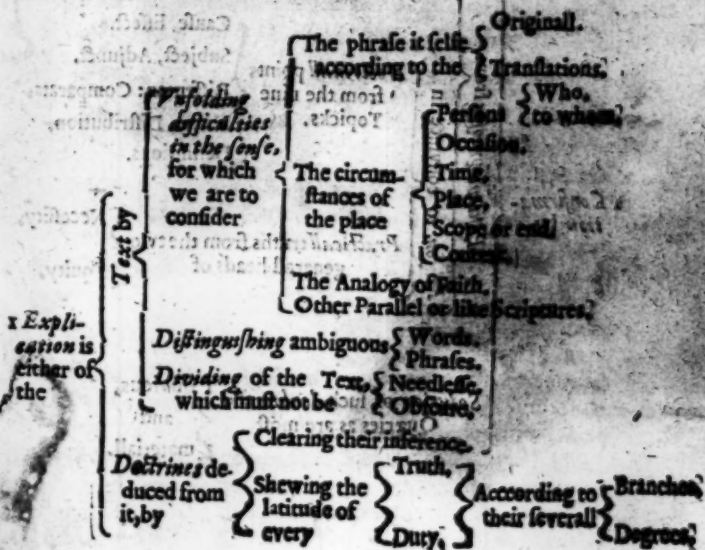 1 Expli-
cation is
either of
the
Text by
Unfolding
difficulties
in the sense,
for which
we are to
consider
The phrase it selfe
according to the
Originall.
Translations.
The circum-
stances of
the place
Persons
Who.
to whom.
Occasion.
Time.
Place.
Scope or end.
Context.
The Analogy of Faith.
Other Parallel or like Scriptures.
Distinguishing ambiguous
Words.
Phrases.
Dividing of the Text,
which must not be
Needlesse.
Obscure.
Doctrines de-
duced from
it, by
Clearing their inference.
Shewing the
latitude of
every
Truth,
Duty,
Acccording to
their severall
Branches.
Degrees.